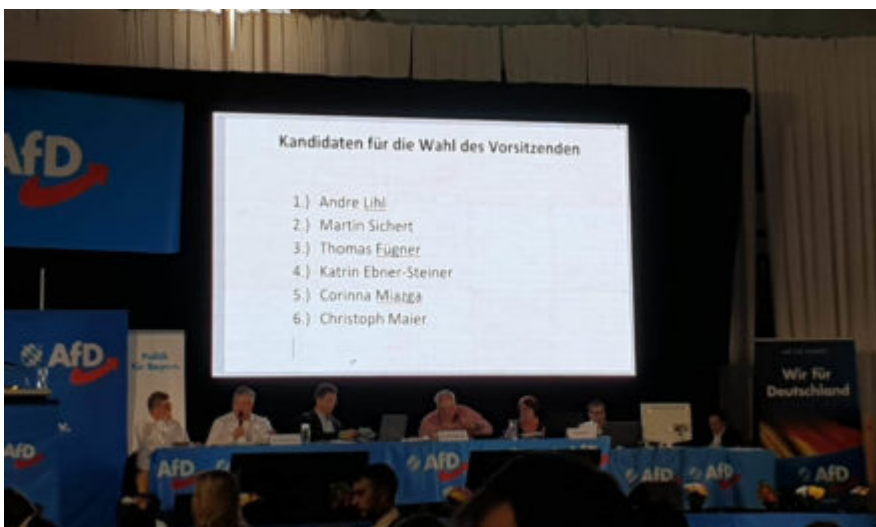 AfD
Kandidaten für die Wahl des Vorsitzenden
1.) Andre Lihl
2.) Martin Sichert
3.) Thomas Fügner
4.) Katrin Ebner-Steiner
5.) Corinna Miazga
6.) Christoph Maier
AfD
Politik
für Bayern
Wir für
Deutschland
AfD
AfD
AfD
AfD
AfD
AfD